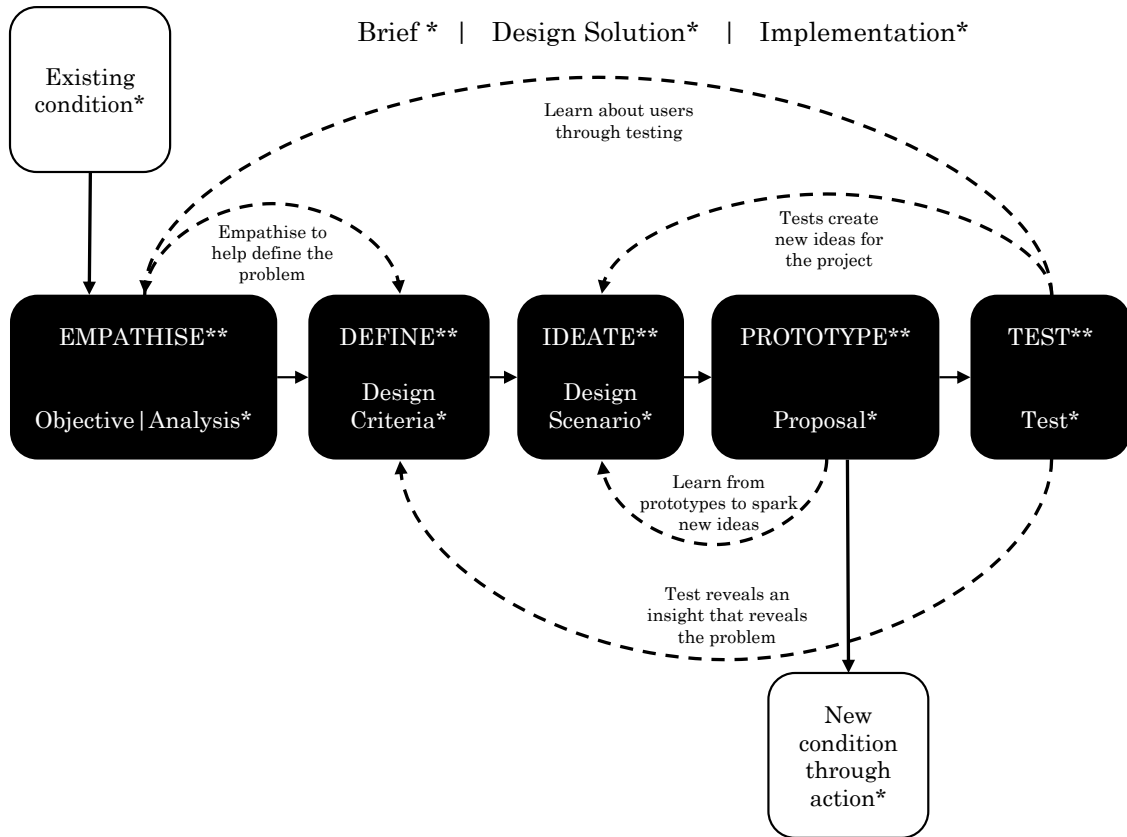 Brief * | Design Solution* | Implementation*
Existing
condition*
Learn about users
through testing
Empathise to
help define the
problem
Tests create
new ideas for
the project
EMPATHISE**
Objective|Analysis*
DEFINE**
Design
Criteria*
IDEATE**
Design
Scenario*
PROTOTYPE**
Proposal*
TEST**
Test*
Learn from
prototypes to spark
new ideas
Test reveals an
insight that reveals
the problem
New
condition
through
action*